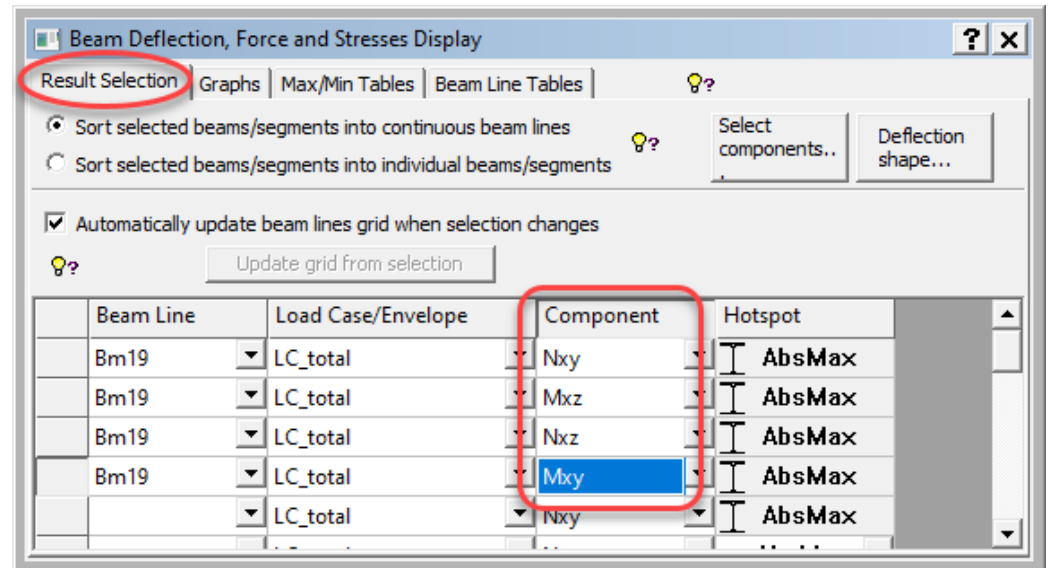 Beam Deflection, Force and Stresses Display ? X
Result Selection Graphs Max/Min Tables Beam Line Tables ?
Sort selected beams/segments into continuous beam lines
Sort selected beams/segments into individual beams/segments
?
Select components..
Deflection shape...
Automatically update beam lines grid when selection changes
? Update grid from selection
Beam Line Load Case/Envelope Component Hotspot
Bm19 LC_total Nxy AbsMax
Bm19 LC_total Mxz AbsMax
Bm19 LC_total Nxz AbsMax
Bm19 LC_total Mxy AbsMax
LC_total Nxy AbsMax